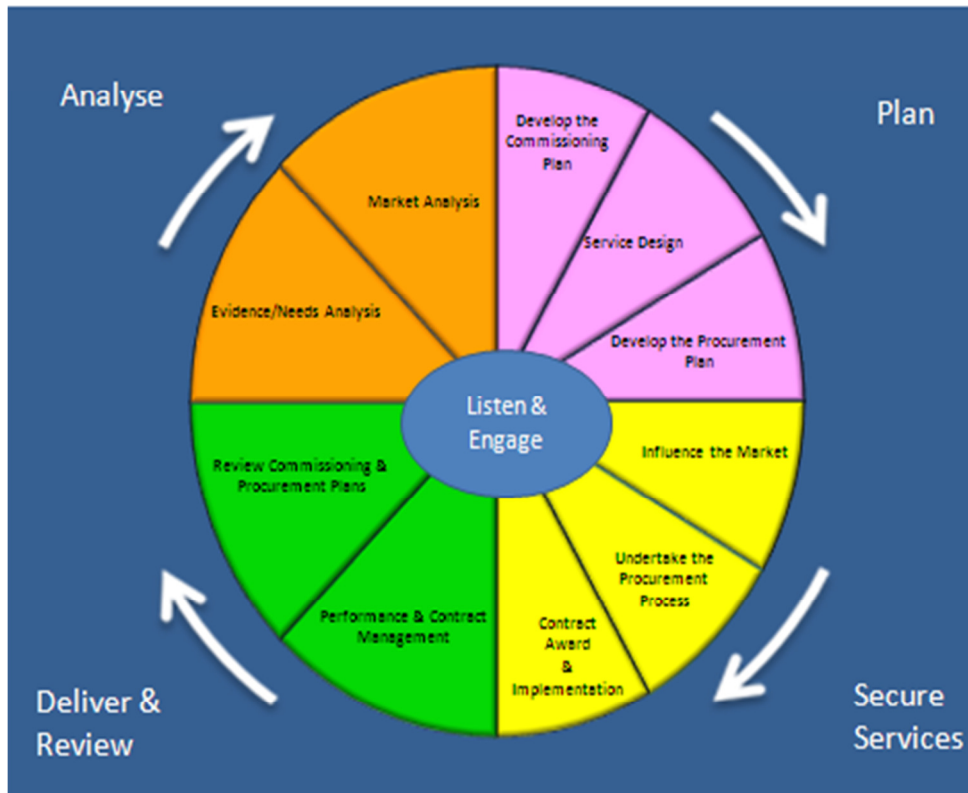 Analyse
Plan
Develop the
Commissioning
Plan
Market Analysis
Service Design
Evidence/Needs Analysis
Develop the Procurement
Plan
Listen &
Engage
Influence the Market
Review Commissioning &
Procurement Plans
Undertake the
Procurement
Process
Performance & Contract
Management
Contract
Award
&
Implementation
Deliver &
Review
Secure
Services